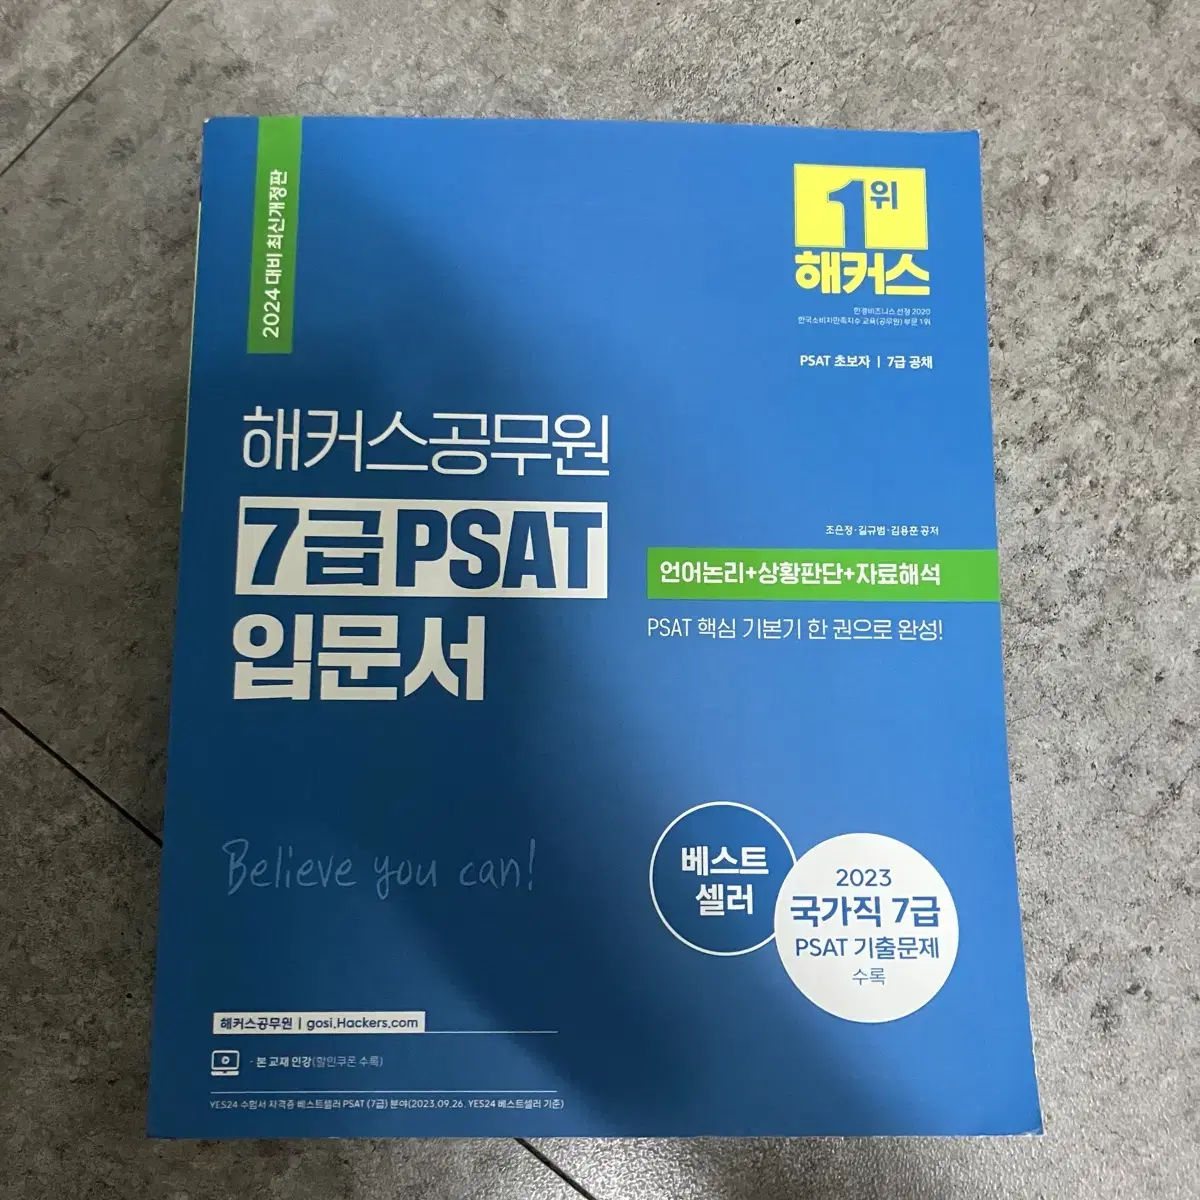 2024 대비 최신개정판
1위
해커스
한경비즈니스 선정 2020
한국소비자만족지수 교육(공무원) 부문 1위
PSAT 초보자 | 7급 공채
해커스공무원
7급 PSAT
입문서
조은정·길규범·김용훈 공저
언어논리+상황판단+자료해석
PSAT 핵심 기본기 한 권으로 완성!
Believe you can!
베스트
셀러
2023
국가직 7급
PSAT 기출문제
수록
해커스공무원 | gosi.Hackers.com
· 본 교재 인강(할인쿠폰 수록)
YES24 수험서 자격증 베스트셀러 PSAT (7급) 분야(2023.09.26. YES24 베스트셀러 기준)